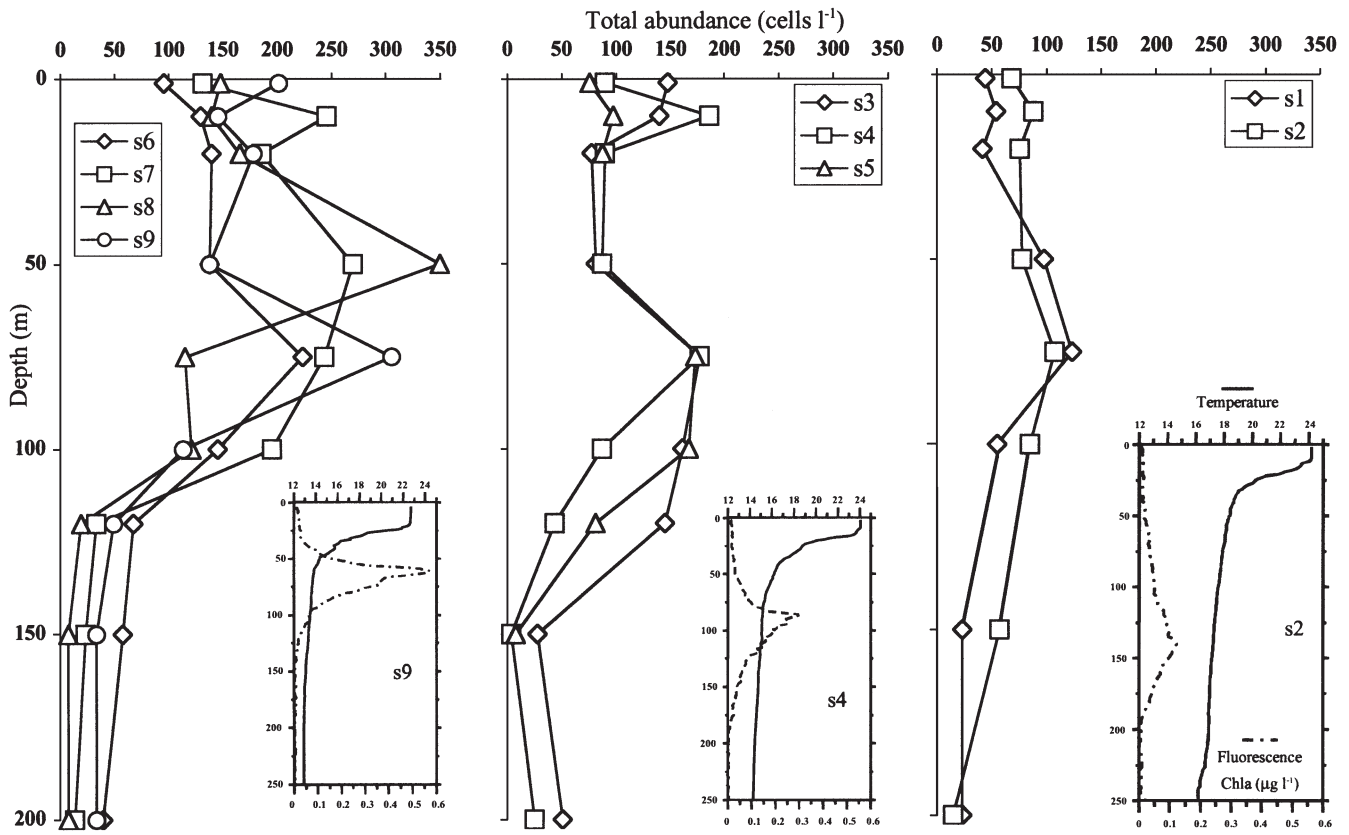 Total abundance (cells l-1)
0 50 100 150 200 250 300 350
0 50 100 150 200 250 300 350
0 50 100 150 200 250 300 350
Depth (m)
0
50
100
150
200
s6
s7
s8
s9
s3
s4
s5
s1
s2
12 14 16 18 20 22 24
0
50
100
150
200
250
s9
0 0.1 0.2 0.3 0.4 0.5 0.6
12 14 16 18 20 22 24
0
50
100
150
200
250
s4
0 0.1 0.2 0.3 0.4 0.5 0.6
Temperature
12 14 16 18 20 22 24
0
50
100
150
200
250
s2
Fluorescence
Chla (µg l-1)
0 0.1 0.2 0.3 0.4 0.5 0.6